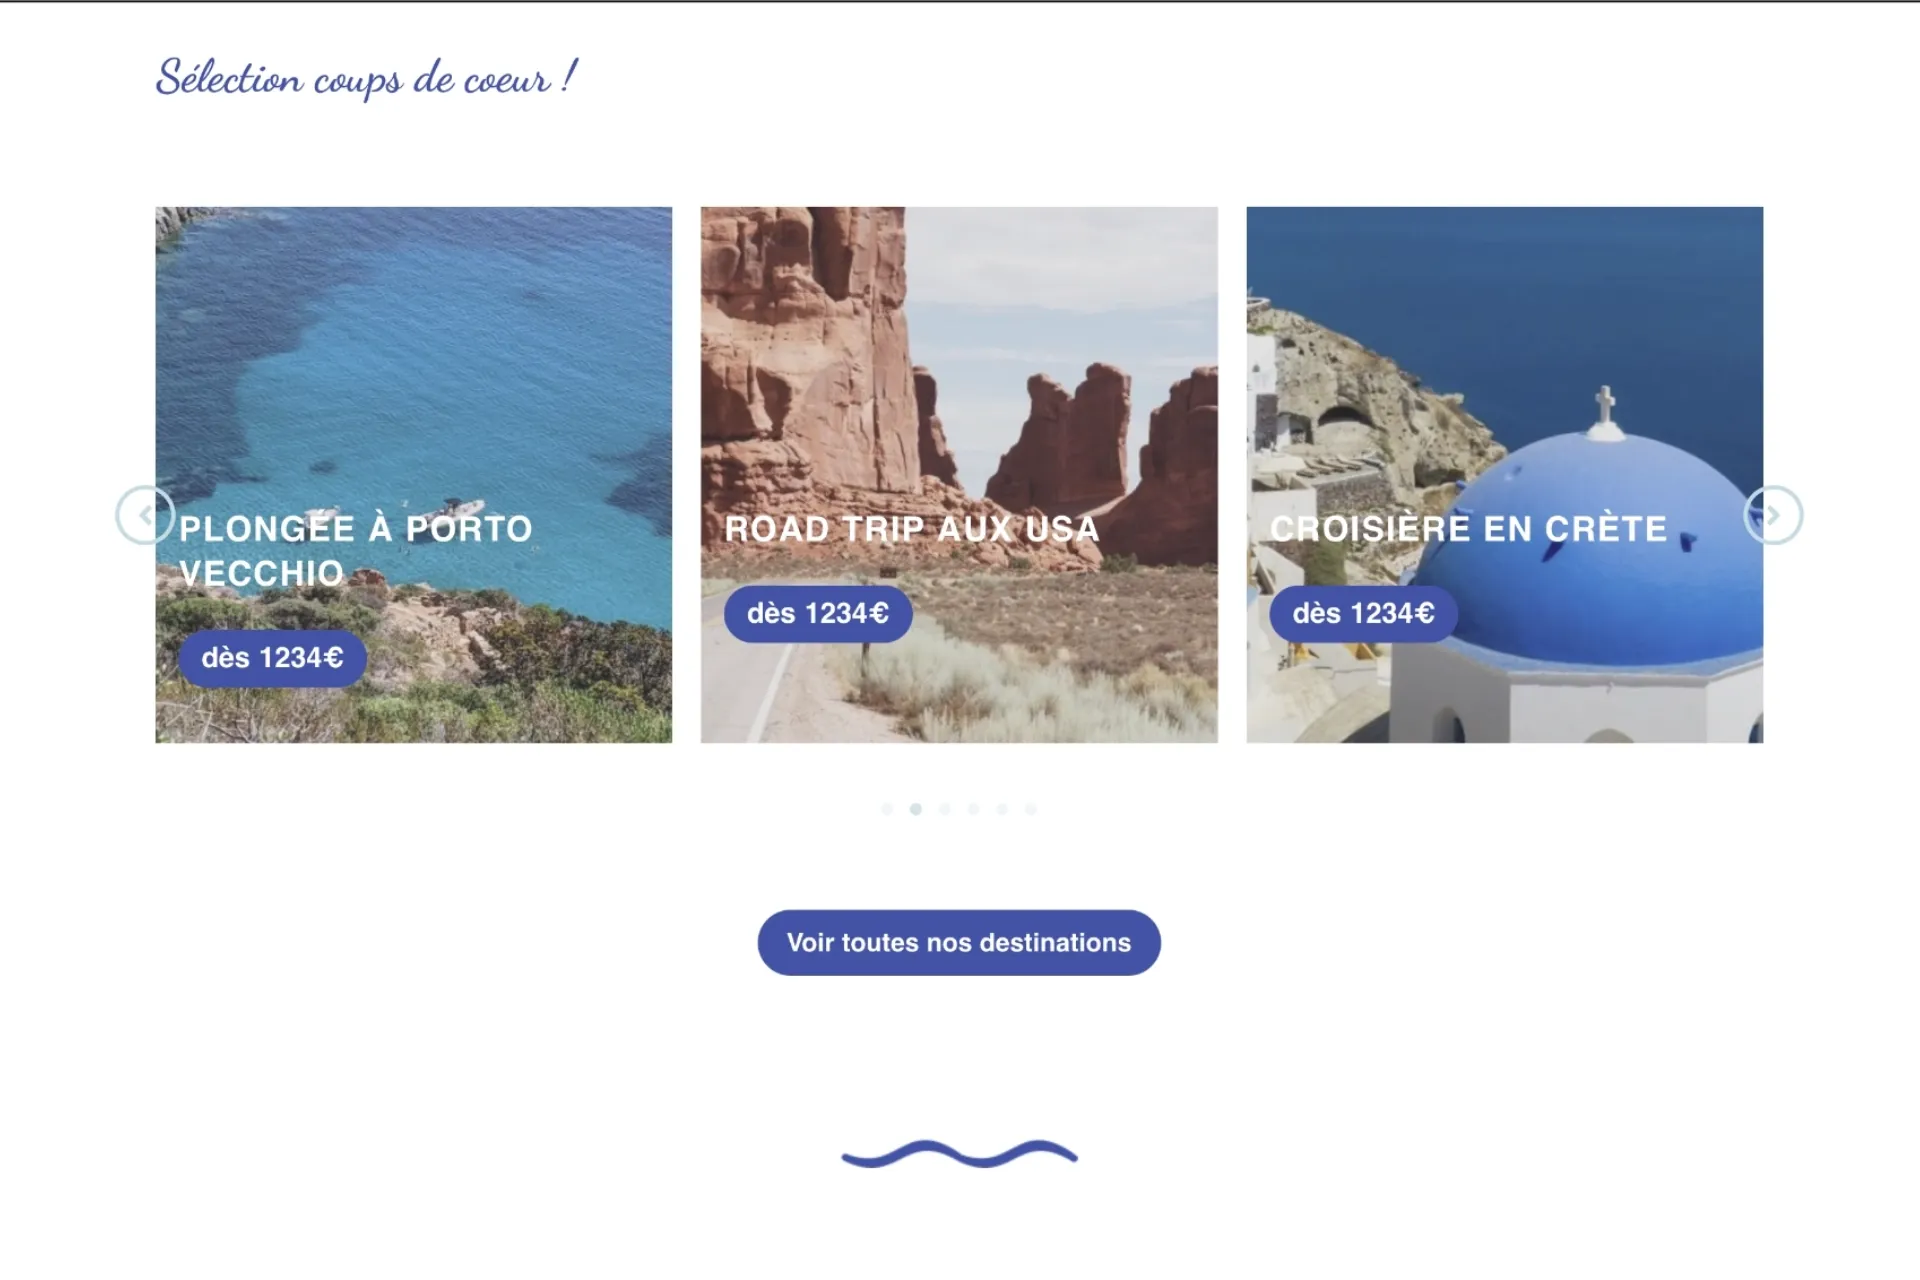 Sélection coups de coeur !
PLONGÉE À PORTO
VECCHIO
dès 1234€
ROAD TRIP AUX USA
dès 1234€
CROISIÈRE EN CRÈTE
dès 1234€
Voir toutes nos destinations